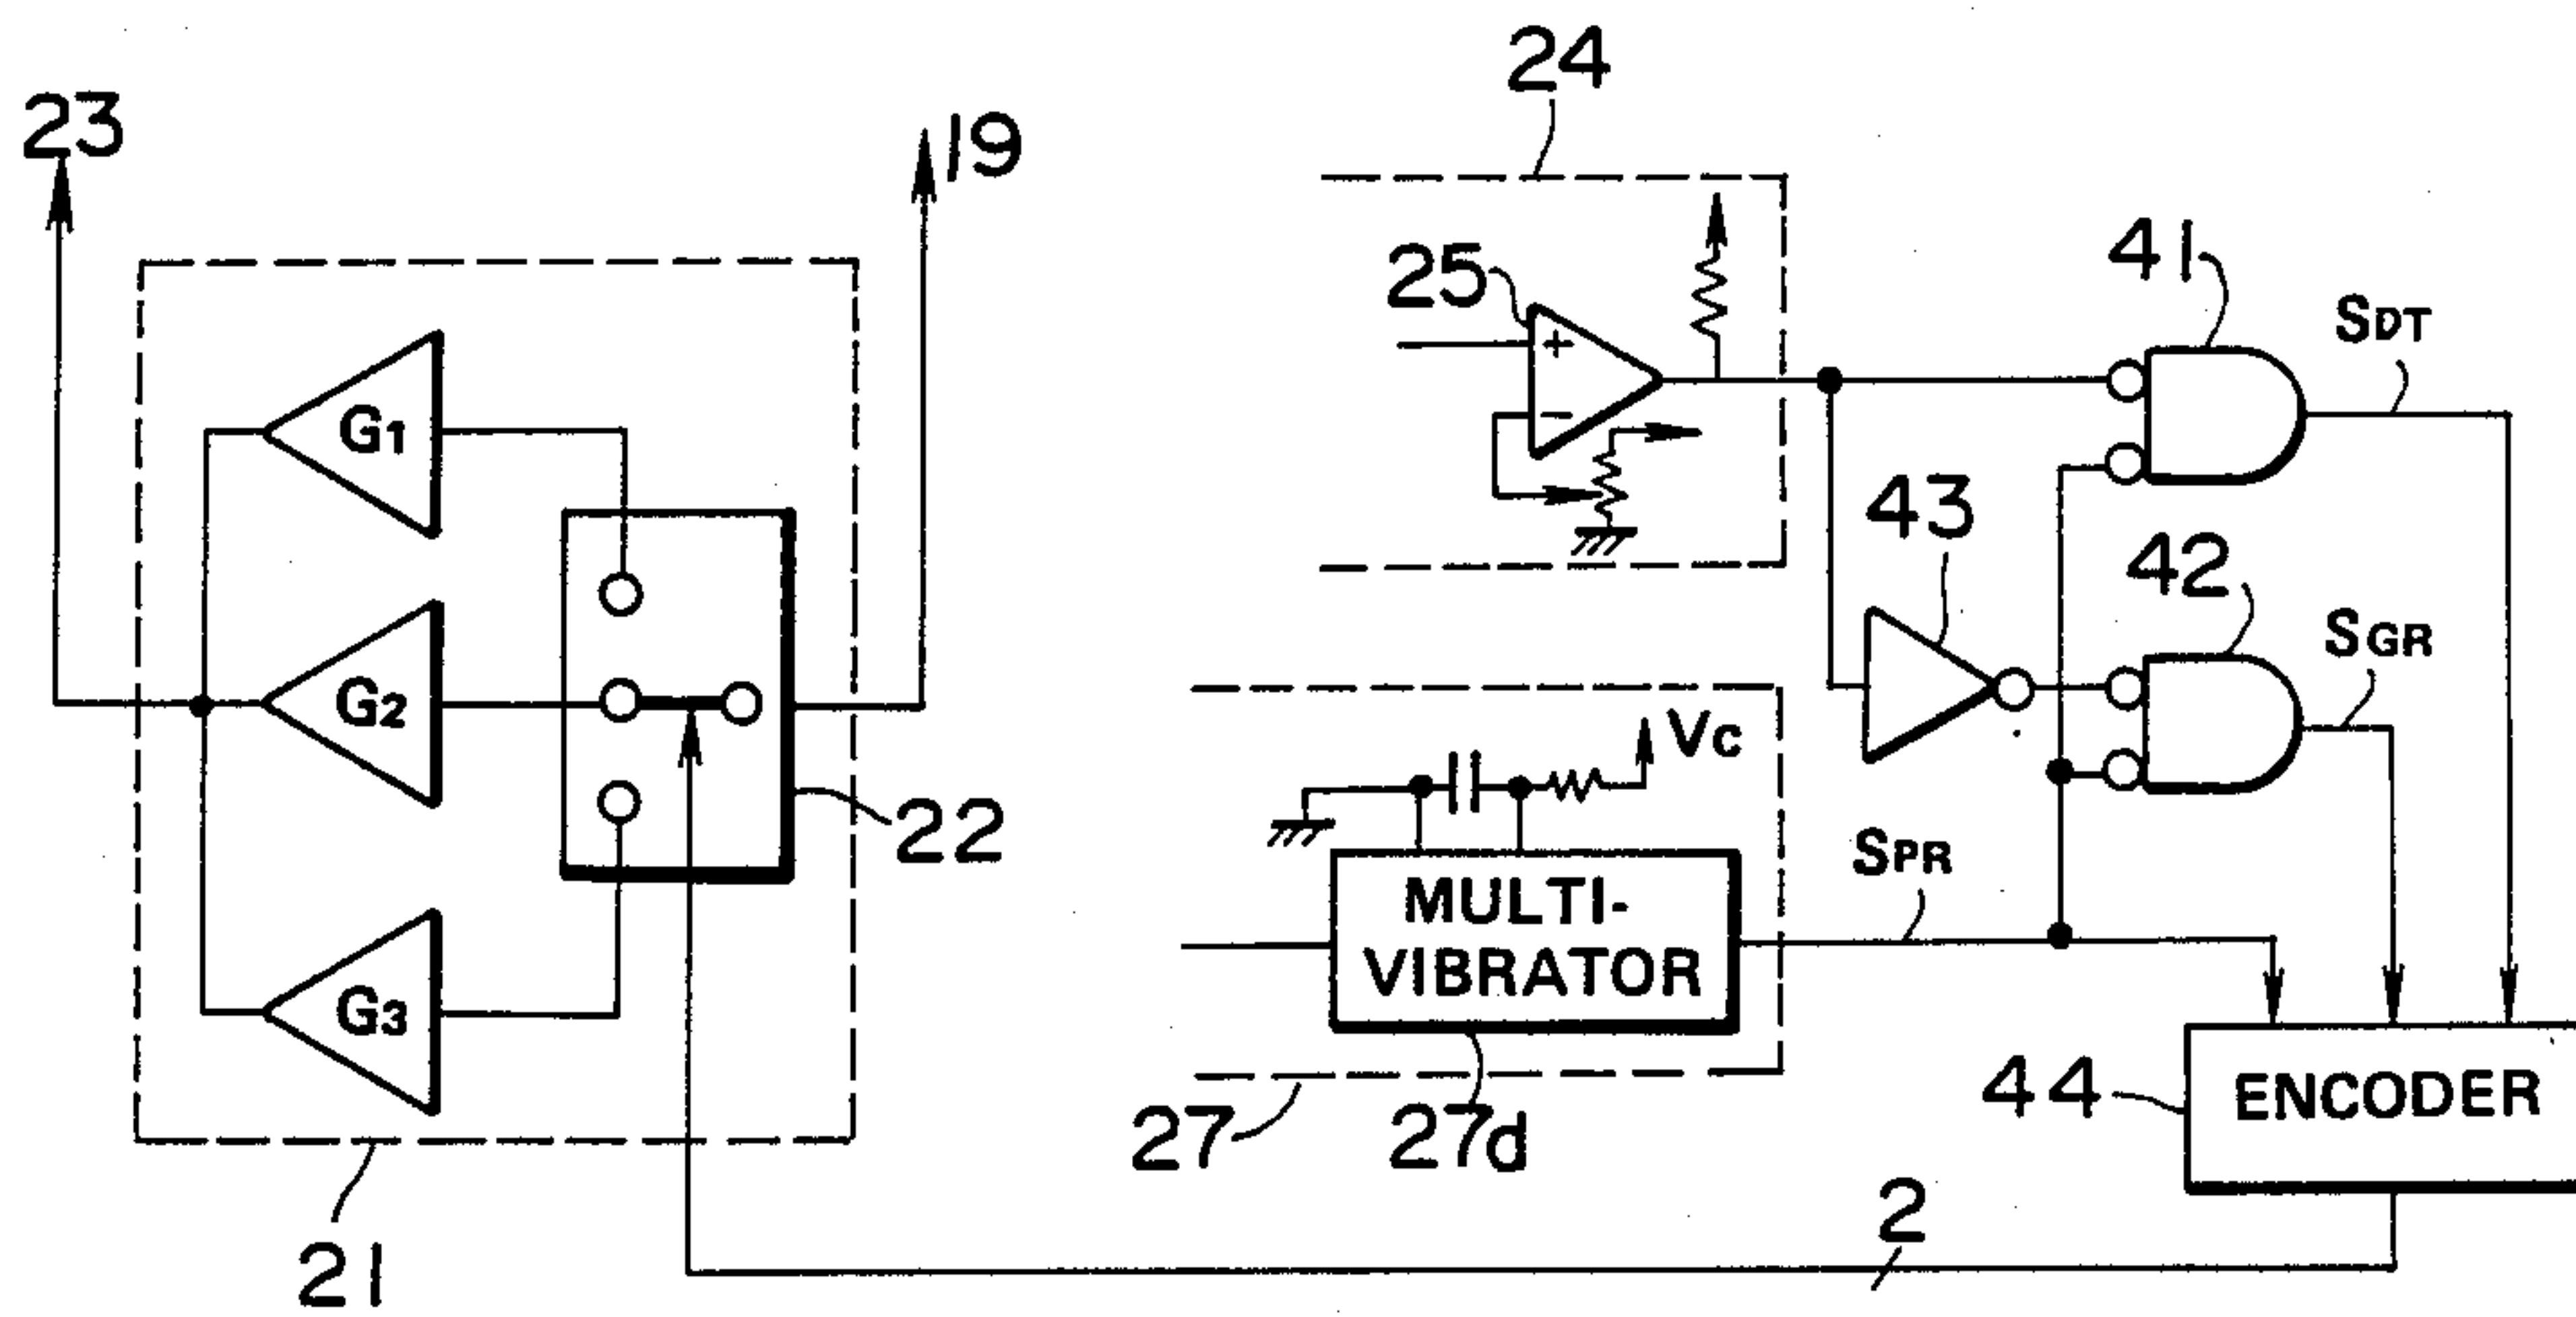 23
19
24
25
41
SDT
G1
43
42
SGR
G2
VC
22
SPR
MULTI-
VIBRATOR
G3
44
ENCODER
27
27d
2
21
+
−